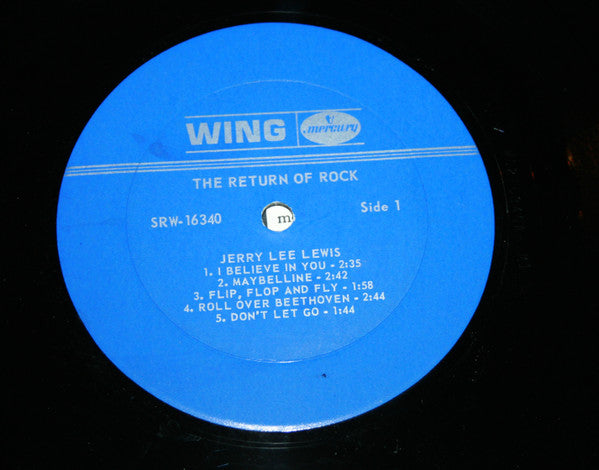 WING mercury
THE RETURN OF ROCK
SRW-16340 m Side 1
JERRY LEE LEWIS
1. I BELIEVE IN YOU - 2:35
2. MAYBELLINE - 2:42
3. FLIP, FLOP AND FLY - 1:58
4. ROLL OVER BEETHOVEN - 2:44
5. DON'T LET GO - 1:44